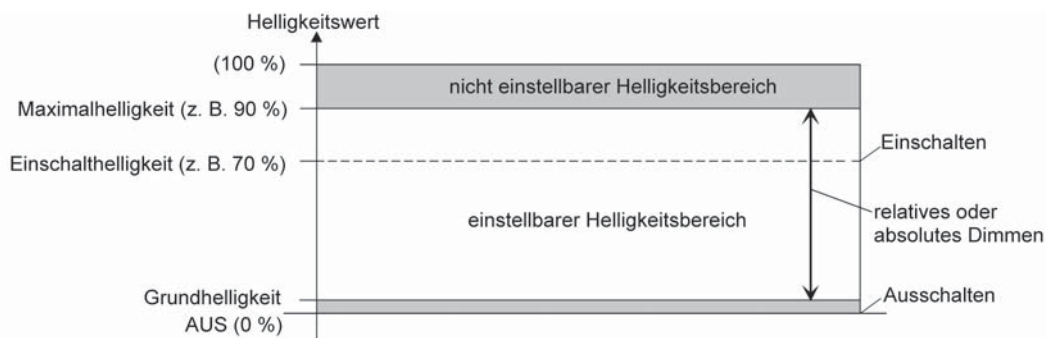 Helligkeitswert
(100 %)
nicht einstellbarer Helligkeitsbereich
Maximalhelligkeit (z. B. 90 %)
Einschalten
Einschalthelligkeit (z. B. 70 %)
einstellbarer Helligkeitsbereich
relatives oder
absolutes Dimmen
Grundhelligkeit
Ausschalten
AUS (0 %)